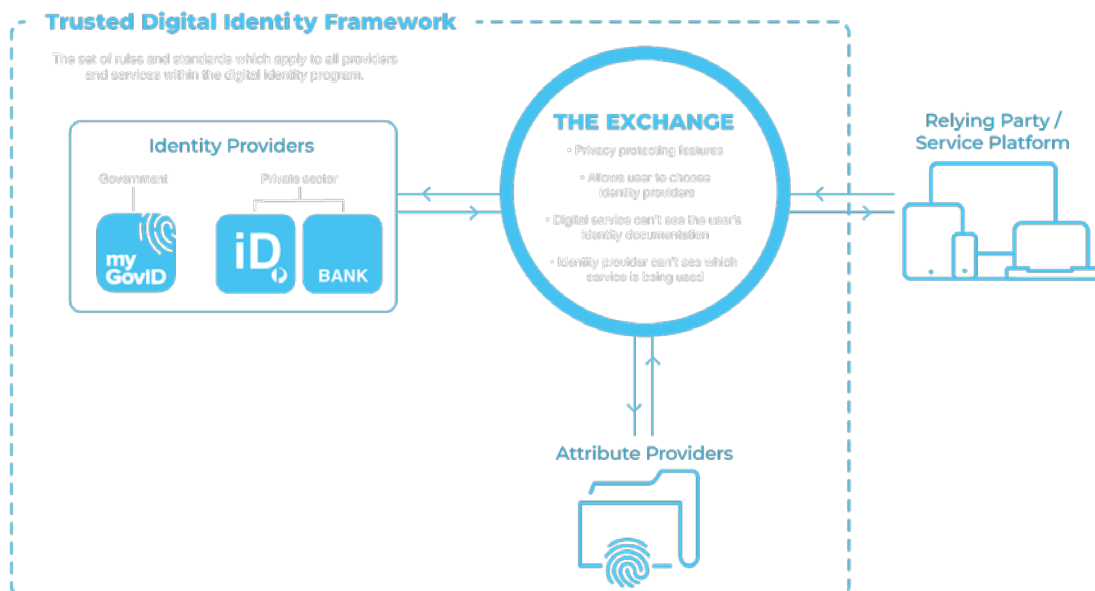 Trusted Digital Identity Framework
The set of rules and standards which apply to all providers
and services within the digital identity program.
Identity Providers
Government
Private sector
my
GovID
iD
BANK
THE EXCHANGE
• Privacy protecting features
• Allows user to choose
identity providers
• Digital service can't see the user's
identity documentation
• Identity provider can't see which
service is being used
Relying Party /
Service Platform
Attribute Providers